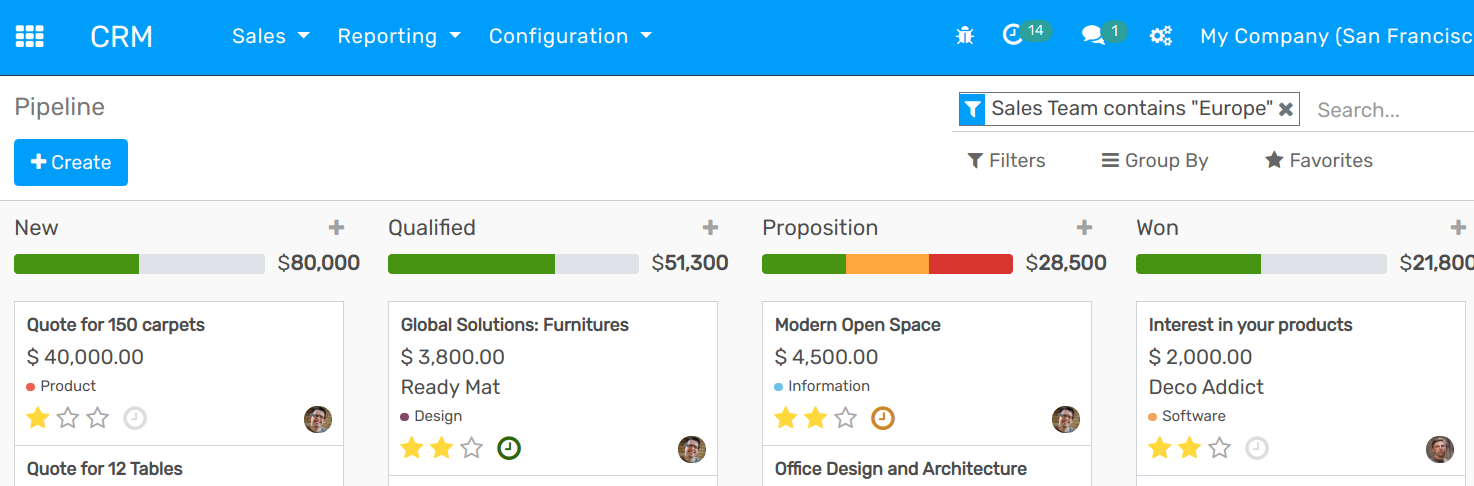 CRM Sales Reporting Configuration 14 1 My Company (San Francisc
Pipeline
Sales Team contains "Europe" Search...
Create
Filters Group By Favorites
New Qualified Proposition Won
$80,000 $51,300 $28,500 $21,800
Quote for 150 carpets
$ 40,000.00
Product
Quote for 12 Tables
Global Solutions: Furnitures
$ 3,800.00
Ready Mat
Design
Modern Open Space
$ 4,500.00
Information
Office Design and Architecture
Interest in your products
$ 2,000.00
Deco Addict
Software